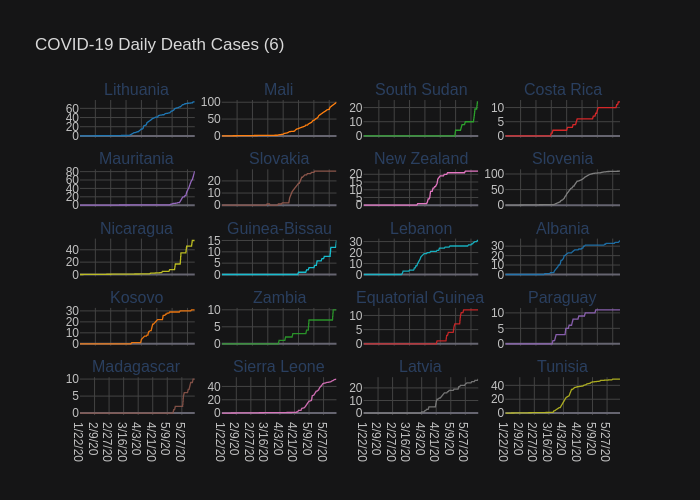 COVID-19 Daily Death Cases (6)
Lithuania Mali South Sudan Costa Rica
60 40 20 0
100 50 0
20 10 0
10 5 0
Mauritania Slovakia New Zealand Slovenia
80 60 40 20 0
20 10 0
20 15 10 5 0
100 50 0
Nicaragua Guinea-Bissau Lebanon Albania
40 20 0
15 10 5 0
30 20 10 0
30 20 10 0
Kosovo Zambia Equatorial Guinea Paraguay
30 20 10 0
10 5 0
10 5 0
10 5 0
Madagascar Sierra Leone Latvia Tunisia
10 5 0
40 20 0
20 10 0
40 20 0
1/22/20 2/9/20 2/27/20 3/16/20 4/3/20 4/21/20 5/9/20 5/27/20
1/22/20 2/9/20 2/27/20 3/16/20 4/3/20 4/21/20 5/9/20 5/27/20
1/22/20 2/9/20 2/27/20 3/16/20 4/3/20 4/21/20 5/9/20 5/27/20
1/22/20 2/9/20 2/27/20 3/16/20 4/3/20 4/21/20 5/9/20 5/27/20